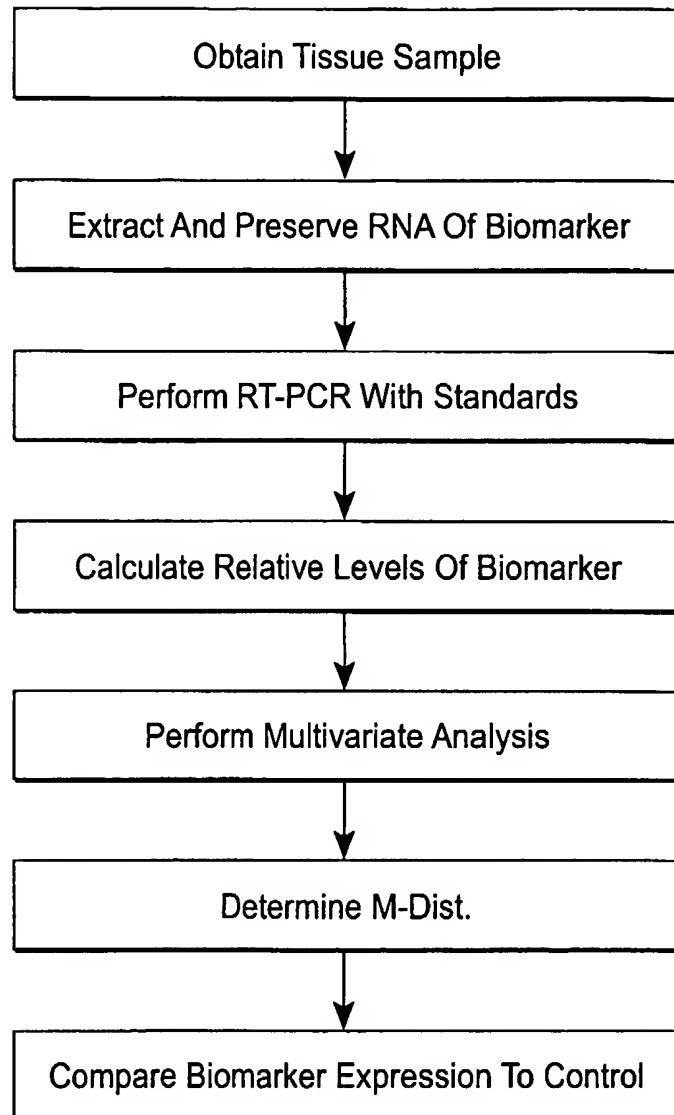 Obtain Tissue Sample
Extract And Preserve RNA Of Biomarker
Perform RT-PCR With Standards
Calculate Relative Levels Of Biomarker
Perform Multivariate Analysis
Determine M-Dist.
Compare Biomarker Expression To Control